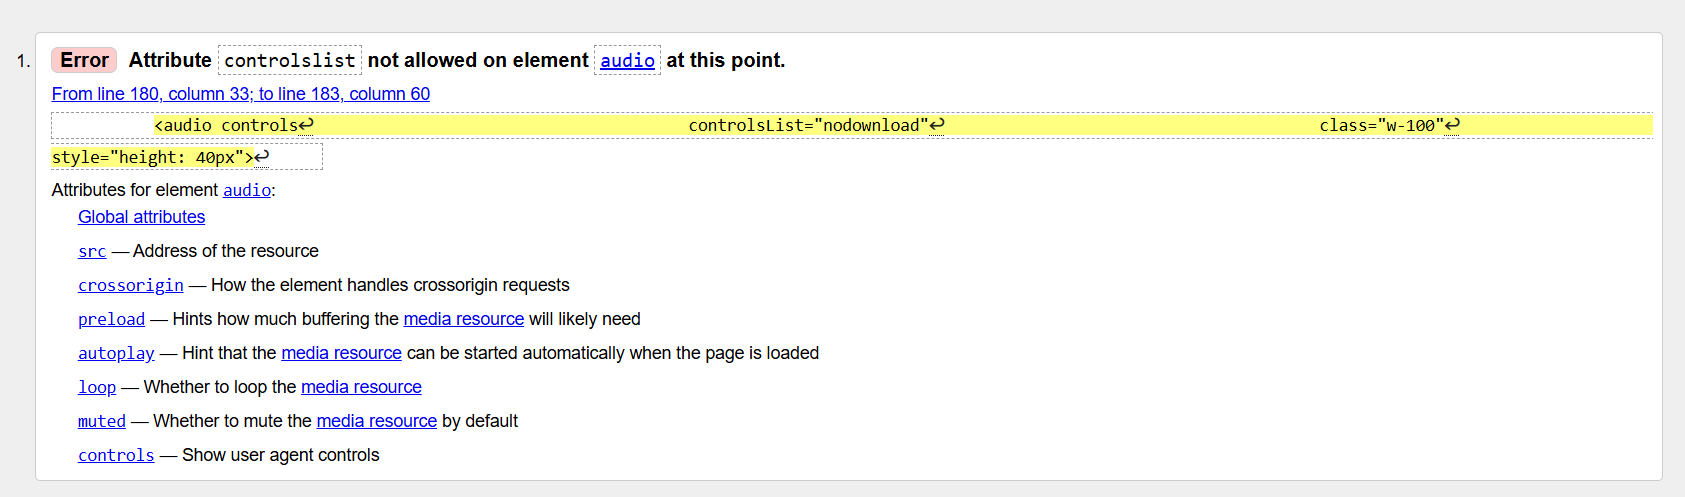 1. Error Attribute controlslist not allowed on element audio at this point.
From line 180, column 33; to line 183, column 60
<audio controls↩ controlsList="nodownload"↩ class="w-100"↩
style="height: 40px">↩
Attributes for element audio:
Global attributes
src — Address of the resource
crossorigin — How the element handles crossorigin requests
preload — Hints how much buffering the media resource will likely need
autoplay — Hint that the media resource can be started automatically when the page is loaded
loop — Whether to loop the media resource
muted — Whether to mute the media resource by default
controls — Show user agent controls